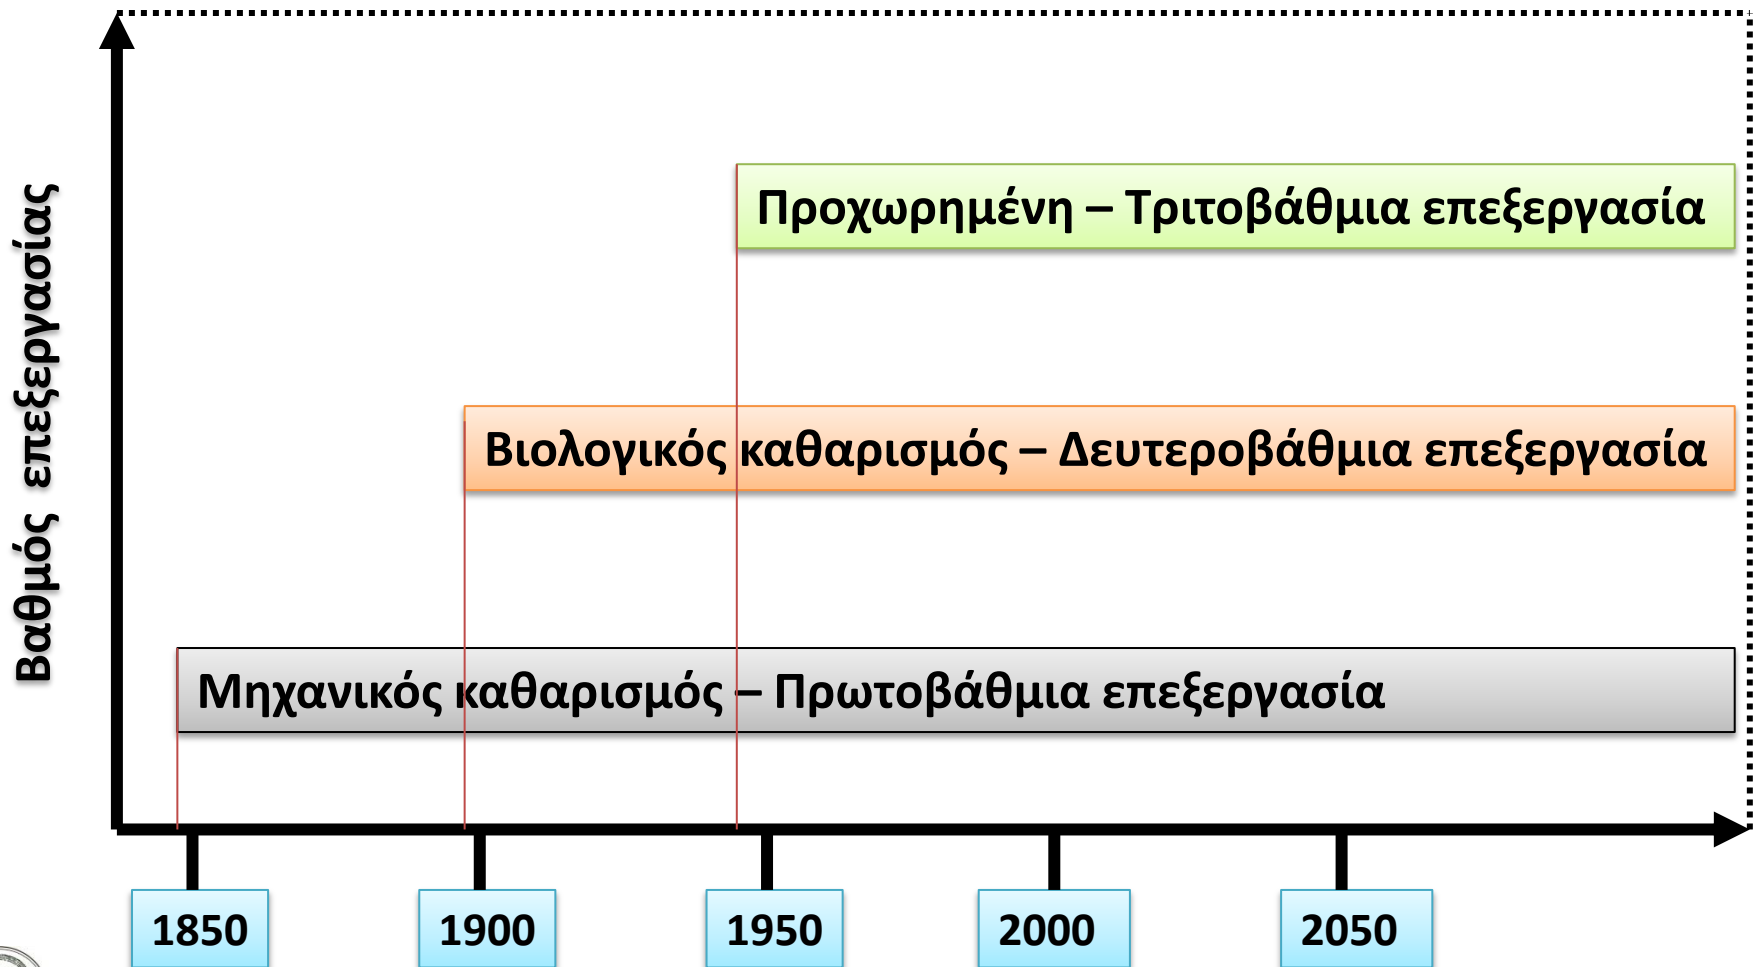 Βαθμός επεξεργασίας
Προχωρημένη – Τριτοβάθμια επεξεργασία
Βιολογικός καθαρισμός – Δευτεροβάθμια επεξεργασία
Μηχανικός καθαρισμός – Πρωτοβάθμια επεξεργασία
1850
1900
1950
2000
2050